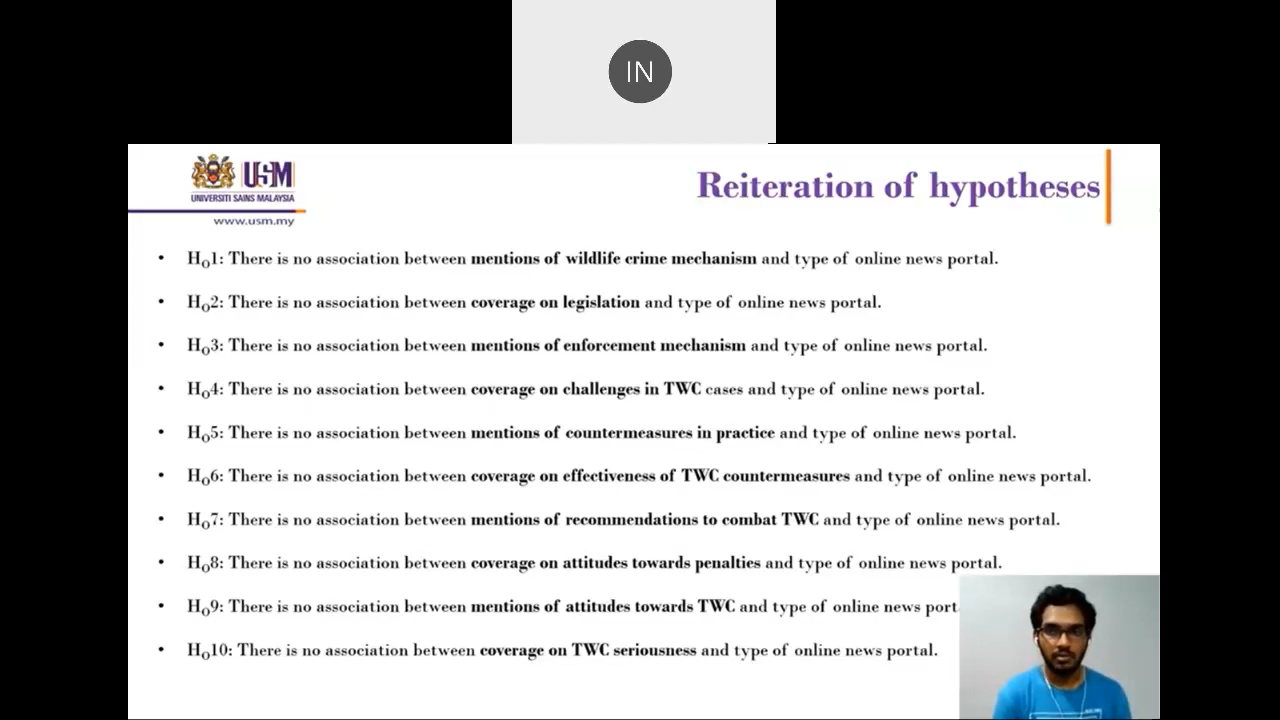 IN
USM
UNIVERSITI SAINS MALAYSIA
www.usm.my
Reiteration of hypotheses
• H01: There is no association between mentions of wildlife crime mechanism and type of online news portal.
• H02: There is no association between coverage on legislation and type of online news portal.
• H03: There is no association between mentions of enforcement mechanism and type of online news portal.
• H04: There is no association between coverage on challenges in TWC cases and type of online news portal.
• H05: There is no association between mentions of countermeasures in practice and type of online news portal.
• H06: There is no association between coverage on effectiveness of TWC countermeasures and type of online news portal.
• H07: There is no association between mentions of recommendations to combat TWC and type of online news portal.
• H08: There is no association between coverage on attitudes towards penalties and type of online news portal.
• H09: There is no association between mentions of attitudes towards TWC and type of online news port
• H010: There is no association between coverage on TWC seriousness and type of online news portal.